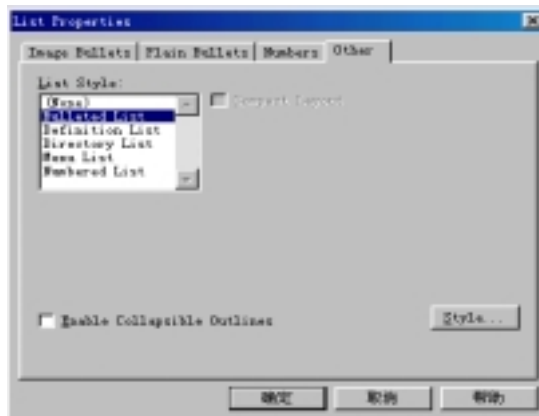 List Properties
Image Bullets Plain Bullets Numbers Other
List Style:
(None)
Compact Layout
Bulleted List
Definition List
Directory List
Menu List
Numbered List
Enable Collapsible Outlines
Style...
确定 取消 帮助